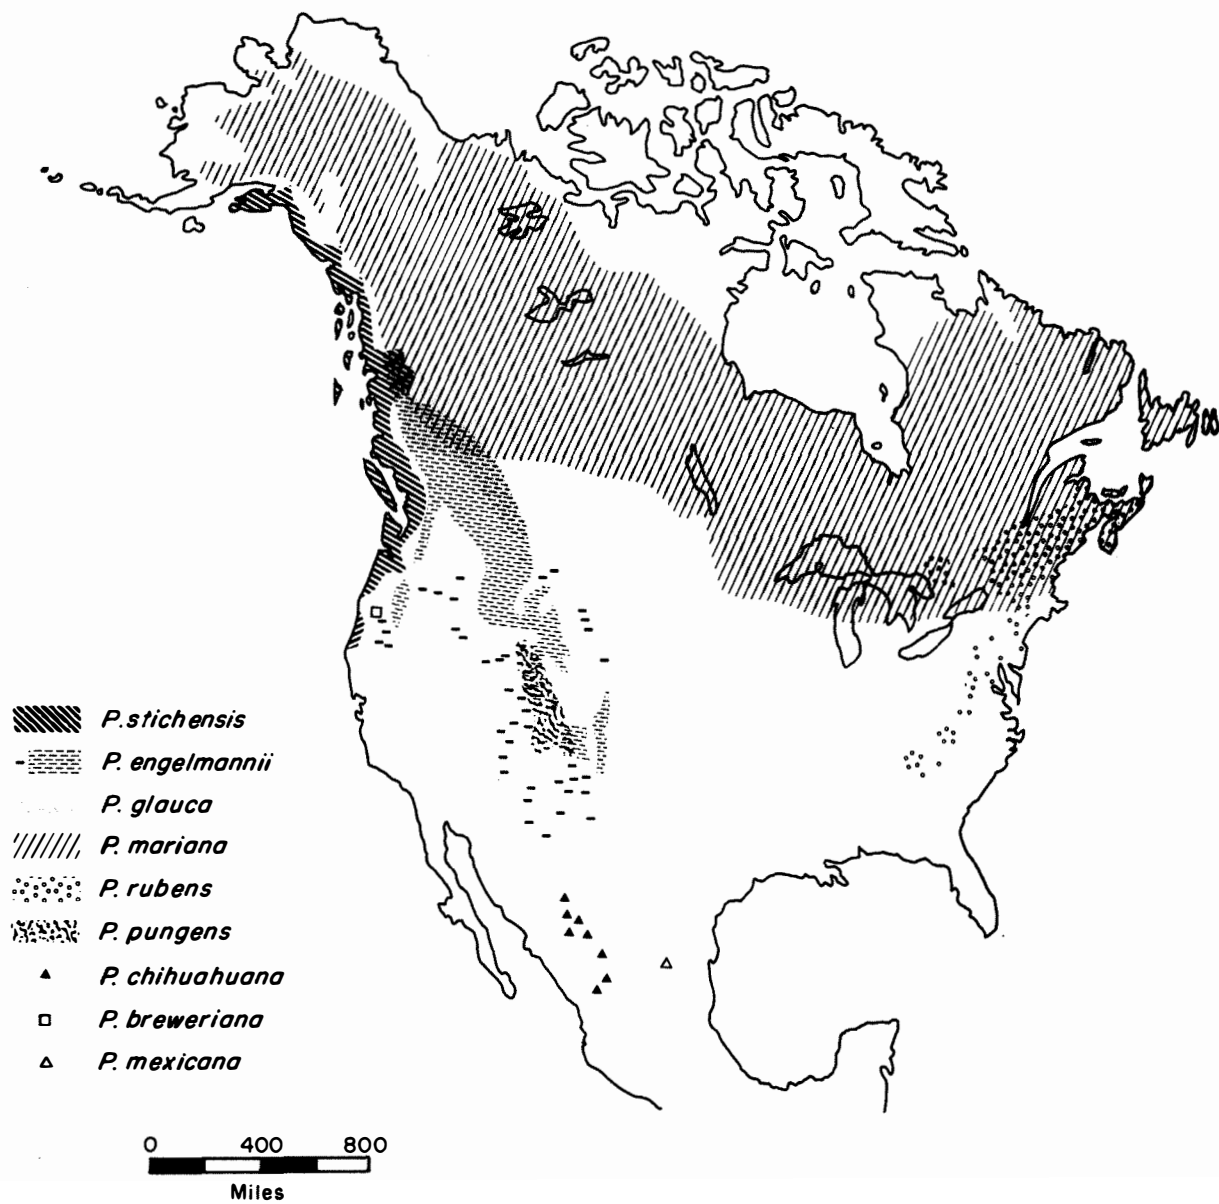 P. stichensis
P. engelmannii
P. glauca
P. mariana
P. rubens
P. pungens
P. chihuahuana
P. breweriana
P. mexicana
0 400 800
Miles